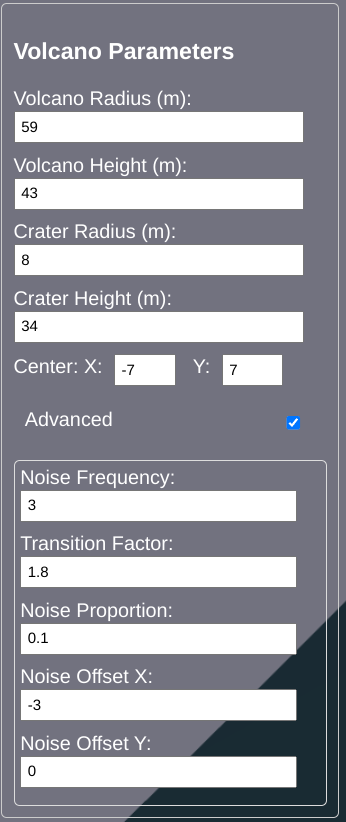 Volcano Parameters
Volcano Radius (m):
59
Volcano Height (m):
43
Crater Radius (m):
8
Crater Height (m):
34
Center: X: -7 Y: 7
Advanced
Noise Frequency:
3
Transition Factor:
1.8
Noise Proportion:
0.1
Noise Offset X:
-3
Noise Offset Y:
0